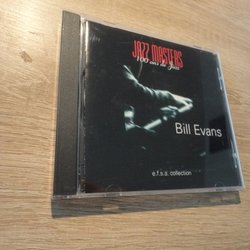 JAZZ MASTERS
100 ans de Jazz
Bill Evans
e.f.s.a. collection